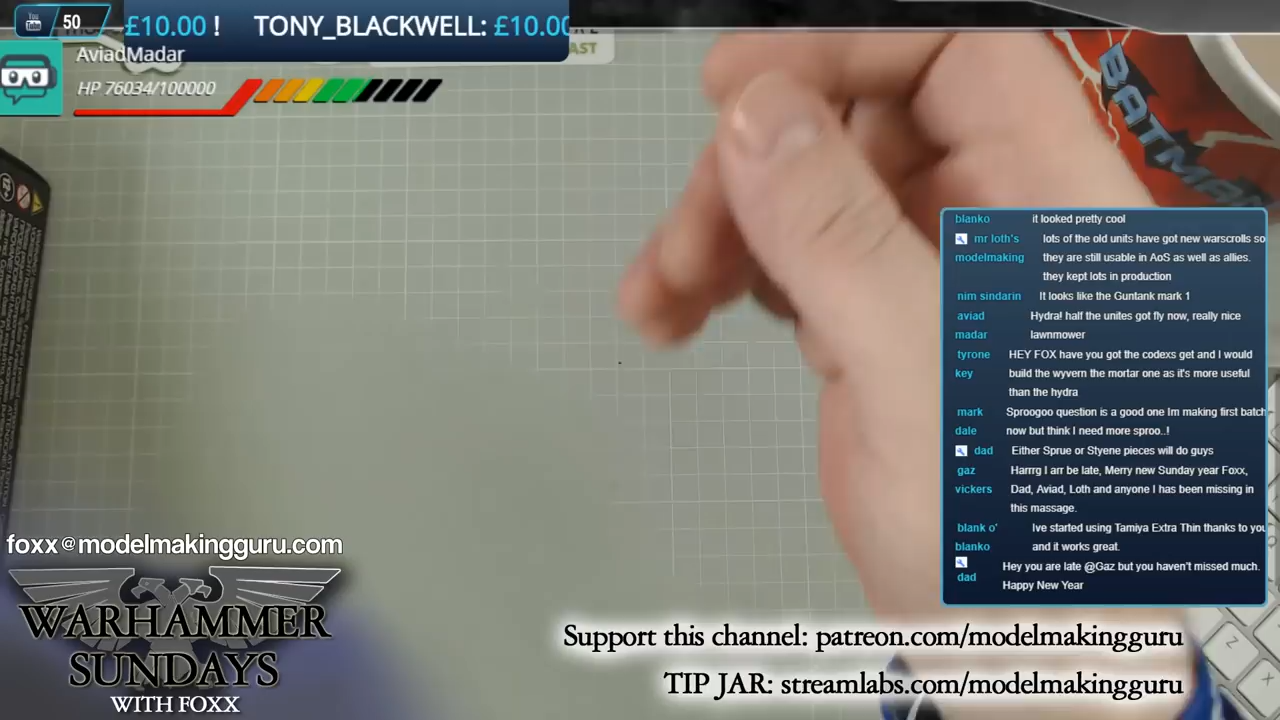 You Tube 50
£10.00 ! TONY_BLACKWELL: £10.00
AST
AviadMadar
HP 76034/100000
BATMAN
blanko it looked pretty cool
mr loth's lots of the old units have got new warscrolls so
modelmaking they are still usable in AoS as well as allies.
they kept lots in production
nim sindarin It looks like the Guntank mark 1
aviad Hydra! half the unites got fly now, really nice
madar lawnmower
tyrone HEY FOX have you got the codexs get and I would
key build the wyvern the mortar one as it's more useful
than the hydra
mark Sproogoo question is a good one Im making first batch
dale now but think I need more sproo..!
dad Either Sprue or Styene pieces will do guys
gaz Harrrg I arr be late, Merry new Sunday year Foxx,
vickers Dad, Aviad, Loth and anyone I has been missing in
this massage.
blank o' Ive started using Tamiya Extra Thin thanks to you
blanko and it works great.
dad Hey you are late @Gaz but you haven't missed much.
Happy New Year
foxx@modelmakingguru.com
WARHAMMER
SUNDAYS
WITH FOXX
Support this channel: patreon.com/modelmakingguru
TIP JAR: streamlabs.com/modelmakingguru
Z
X